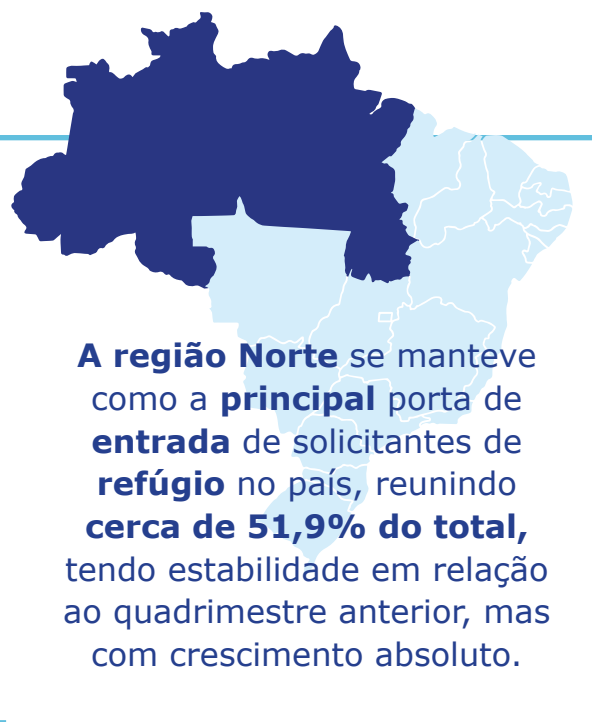 A região Norte se manteve
como a principal porta de
entrada de solicitantes de
refúgio no país, reunindo
cerca de 51,9% do total,
tendo estabilidade em relação
ao quadrimestre anterior, mas
com crescimento absoluto.